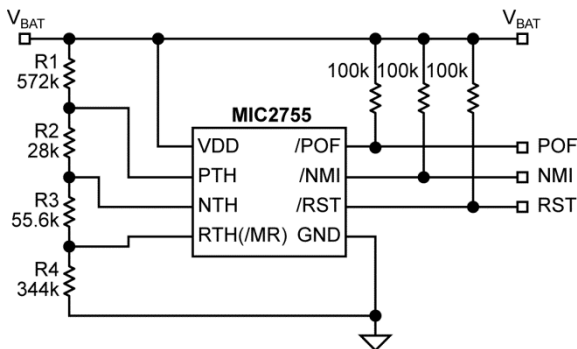 VBAT VBAT
R1
572k
100k 100k 100k
MIC2755
R2
28k
VDD /POF POF
PTH /NMI NMI
R3
55.6k
NTH /RST RST
RTH(/MR) GND
R4
344k